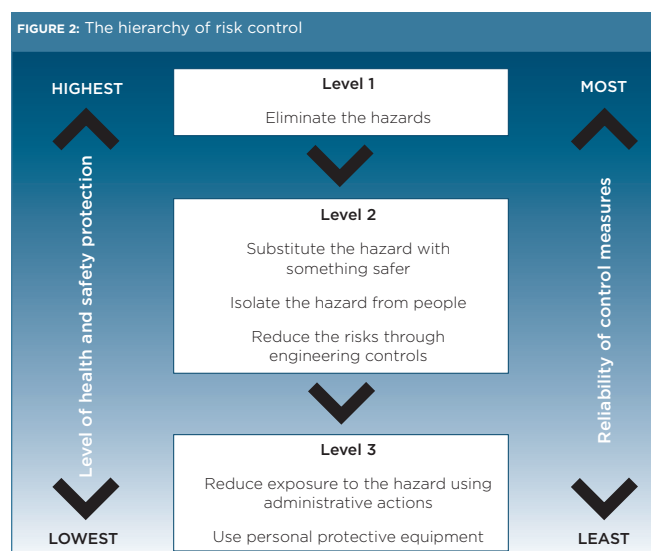 FIGURE 2: The hierarchy of risk control
HIGHEST
Level of health and safety protection
LOWEST
Level 1
Eliminate the hazards
Level 2
Substitute the hazard with
something safer
Isolate the hazard from people
Reduce the risks through
engineering controls
Level 3
Reduce exposure to the hazard using
administrative actions
Use personal protective equipment
MOST
Reliability of control measures
LEAST